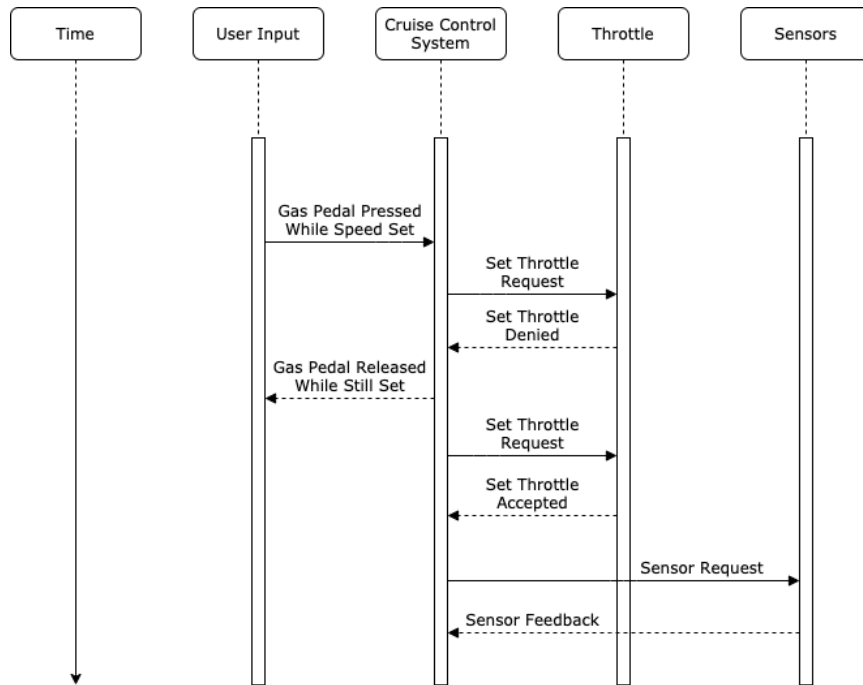 Time
User Input
Cruise Control
System
Throttle
Sensors
Gas Pedal Pressed
While Speed Set
Set Throttle
Request
Set Throttle
Denied
Gas Pedal Released
While Still Set
Set Throttle
Request
Set Throttle
Accepted
Sensor Request
Sensor Feedback